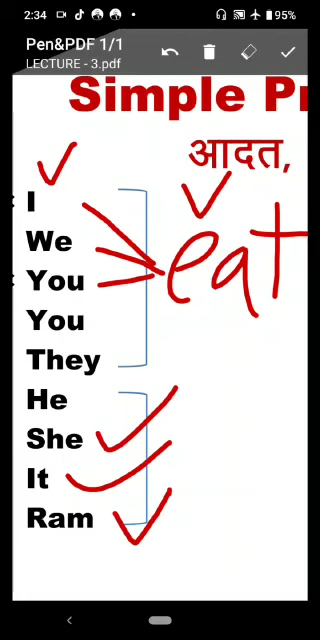 2:34 95%
Pen&PDF 1/1
LECTURE - 3.pdf
Simple Pr
आदत,
I
We
eat
You
You
They
He
She
It
Ram